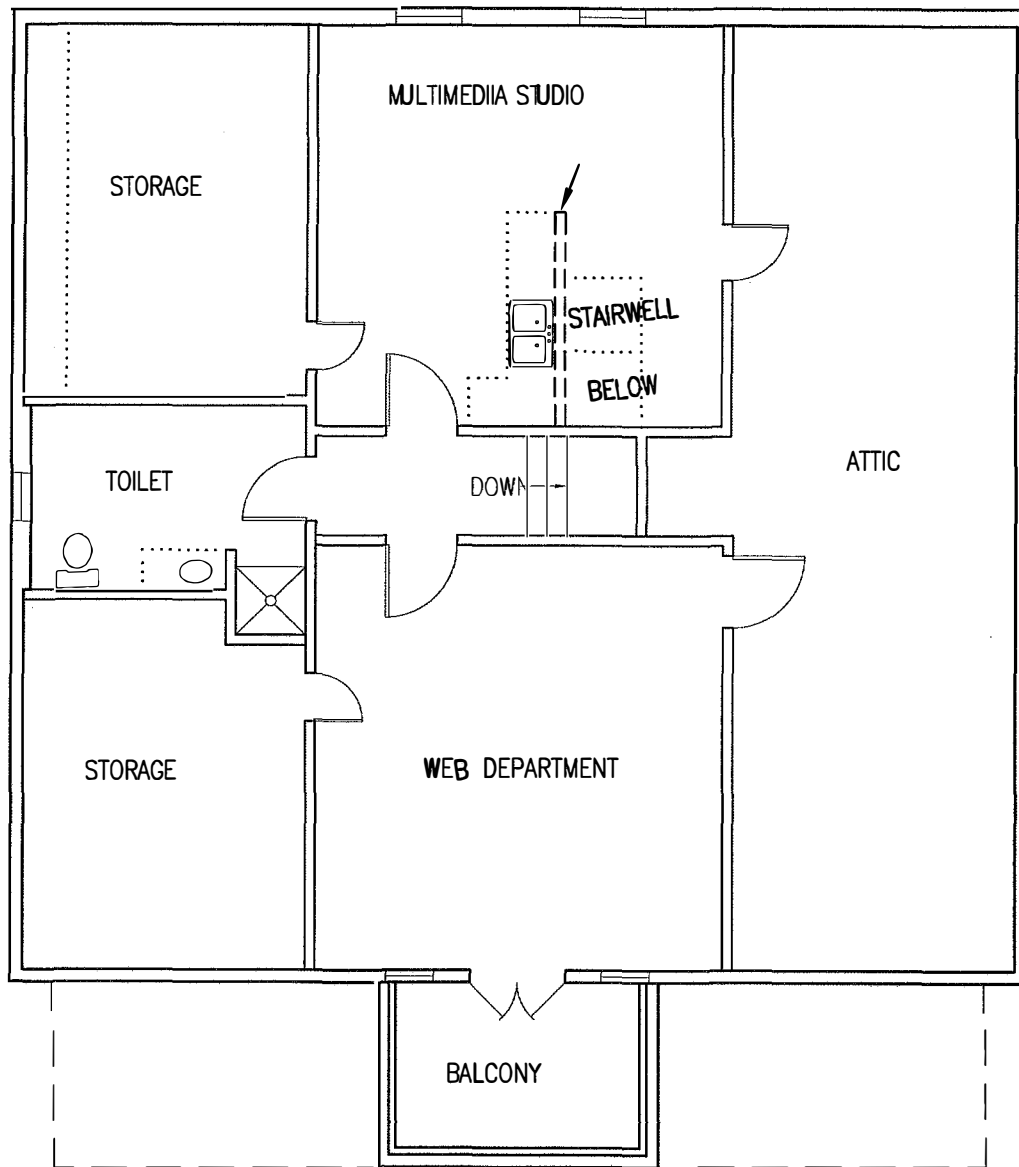 MULTIMEDIIA STUDIO
STORAGE
STAIRWELL
BELOW
ATTIC
TOILET
DOWN
STORAGE
WEB DEPARTMENT
BALCONY